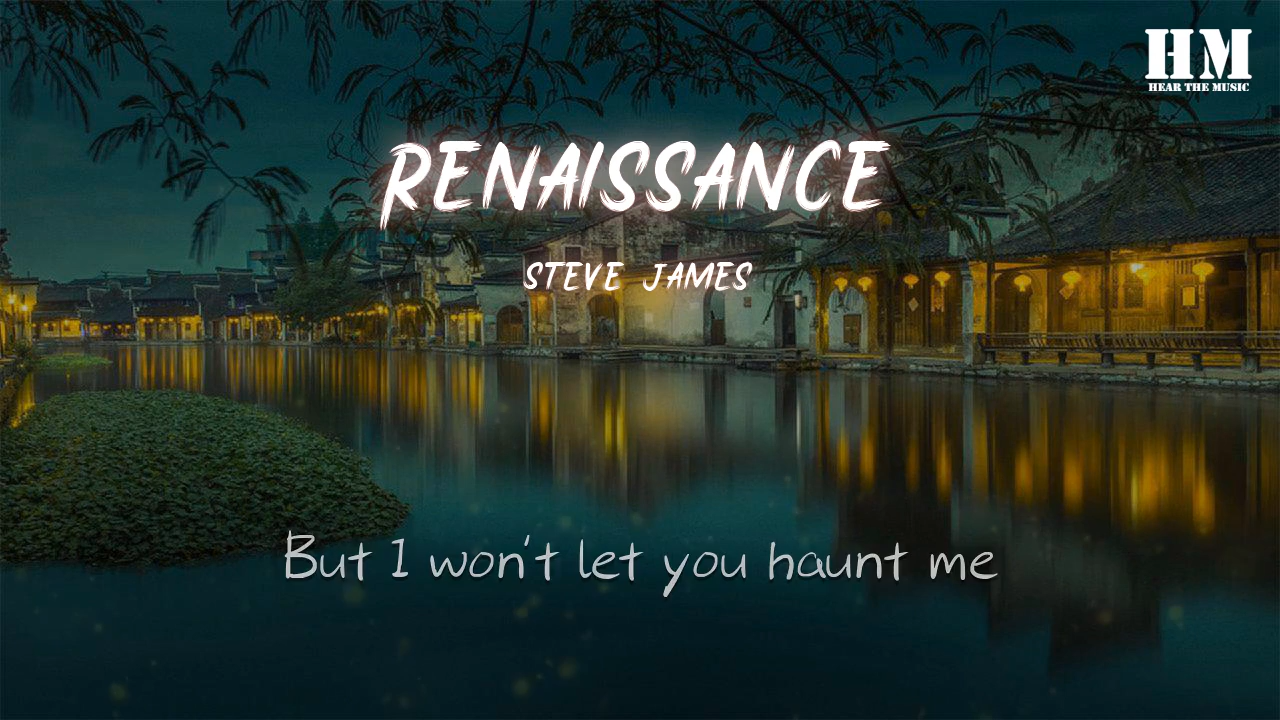 HM
HEAR THE MUSIC
RENAISSANCE
STEVE JAMES
But I won't let you haunt me